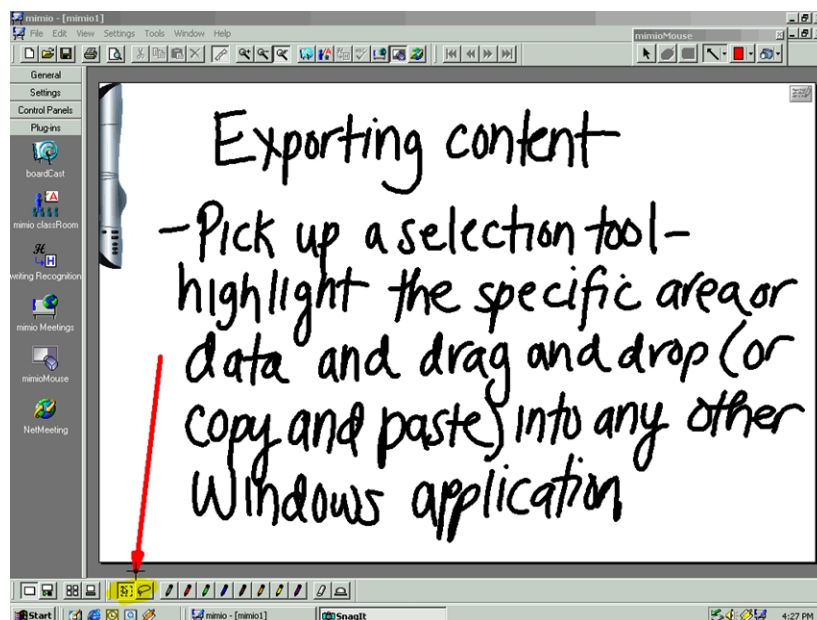 mimio - [mimio1]
File Edit View Settings Tools Window Help
mimioMouse
General
Settings
Control Panels
Plug-ins
boardCast
mimio classRoom
writing Recognition
mimio Meetings
mimioMouse
NetMeeting
Exporting content
-Pick up a selection tool-
highlight the specific area or
data and drag and drop (or
copy and paste) into any other
Windows application
Start
mimio - [mimio1]
SnagIt
4:27 PM